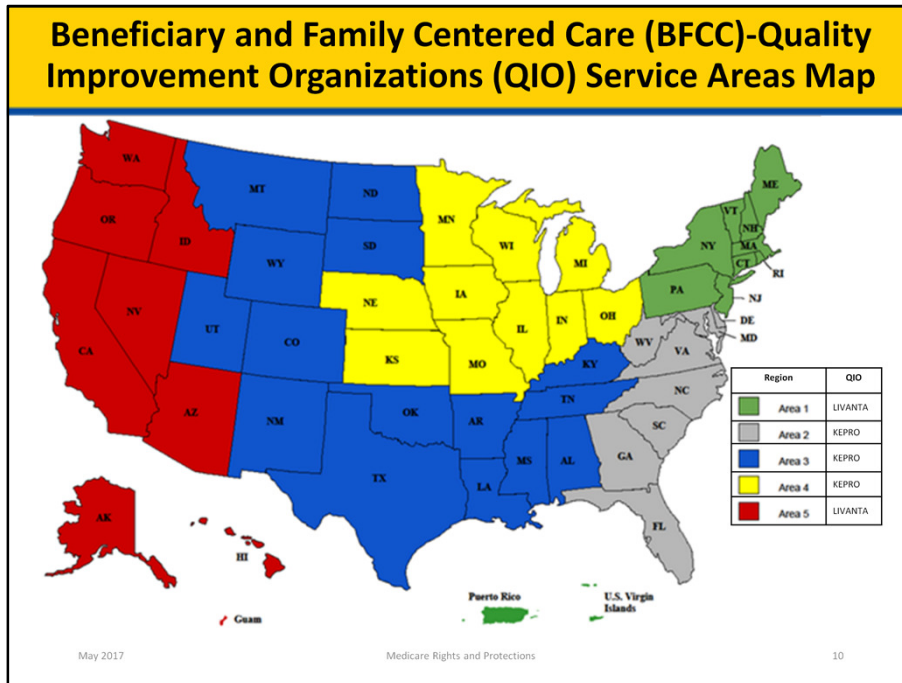 Beneficiary and Family Centered Care (BFCC)-Quality
Improvement Organizations (QIO) Service Areas Map
WA
MT
ND
MN
ME
OR
ID
SD
WI
VT
NH
NY
MA
WY
MI
CT
RI
NE
IA
PA
NJ
NV
UT
CO
IL
IN
OH
DE
MD
CA
KS
MO
WV
VA
KY
AZ
NM
OK
AR
TN
NC
SC
TX
LA
MS
AL
GA
FL
Region QIO
Area 1 LIVANTA
Area 2 KEPRO
Area 3 KEPRO
Area 4 KEPRO
Area 5 LIVANTA
AK
HI
Guam
Puerto Rico
U.S. Virgin
Islands
May 2017 Medicare Rights and Protections 10